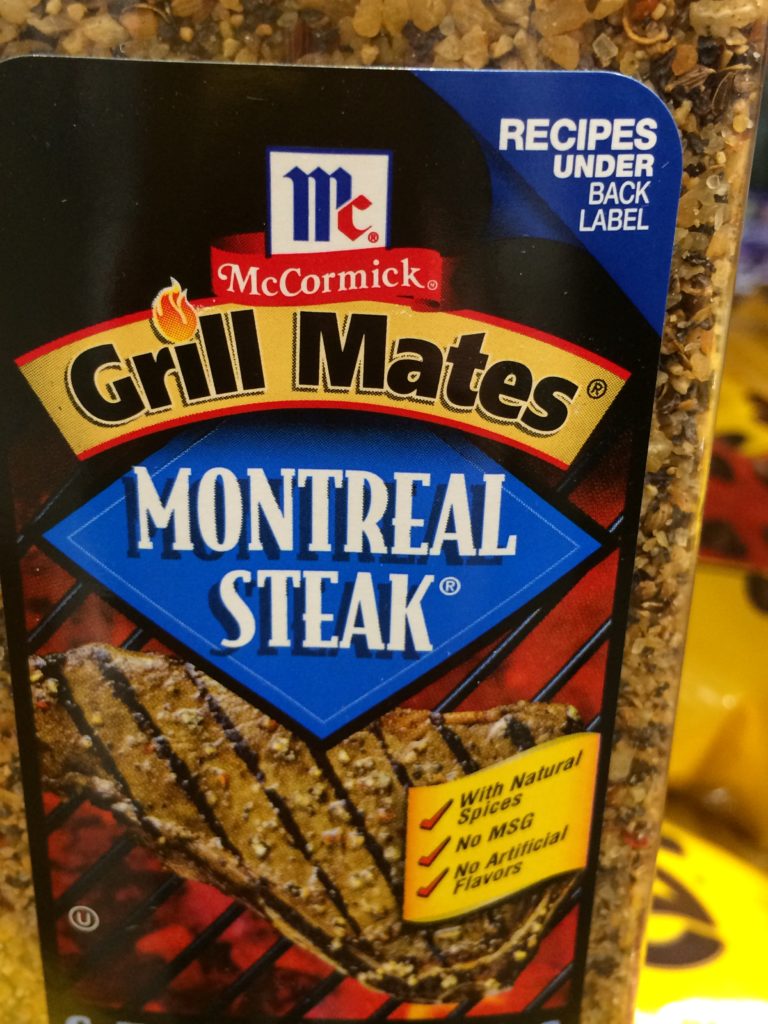 RECIPES
UNDER
BACK
LABEL
Mc®
McCormick®
Grill Mates®
MONTREAL
STEAK®
With Natural
Spices
No MSG
No Artificial
Flavors
U